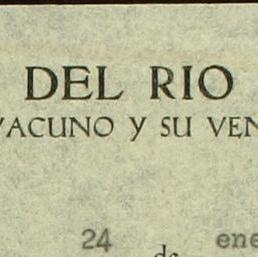 DEL RIO
VACUNO y SU VEN
24 ene
de